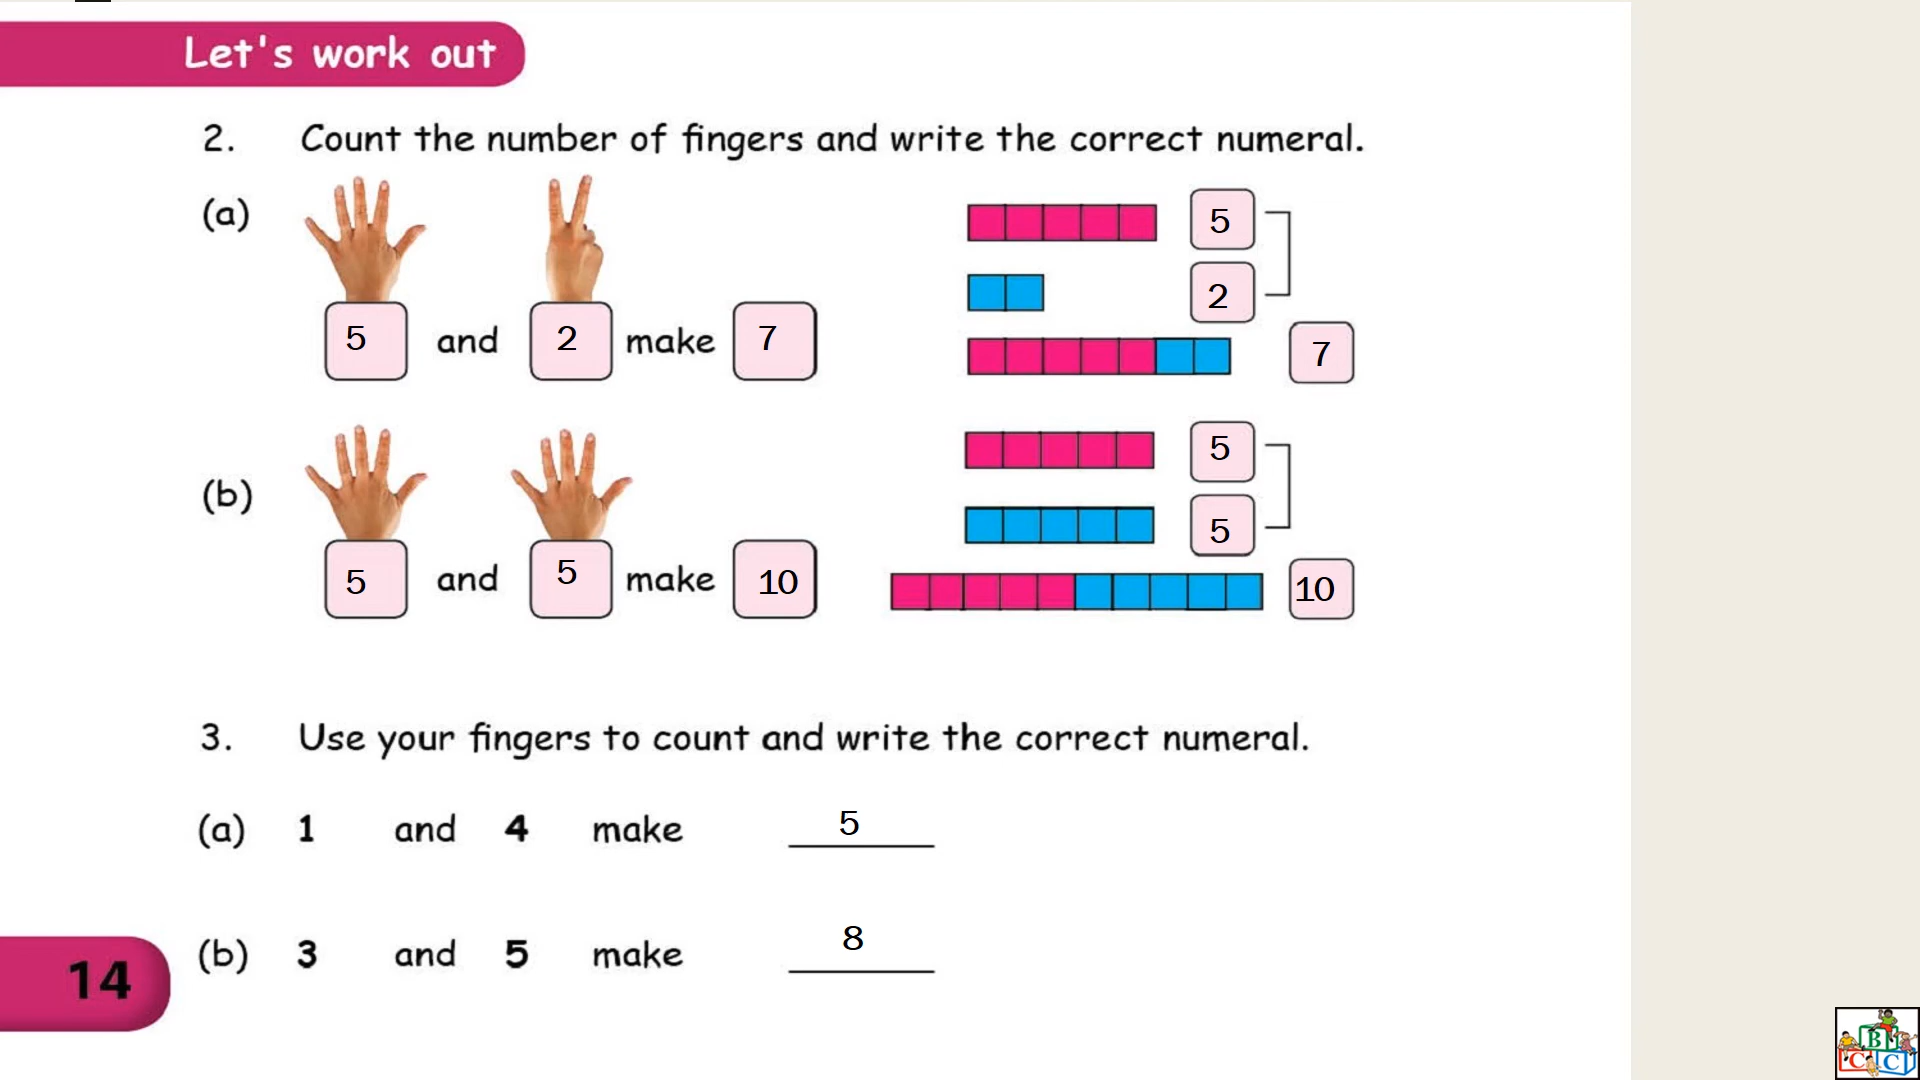 Let's work out
2. Count the number of fingers and write the correct numeral.
(a)
5 and 2 make 7
5
2
7
(b)
5 and 5 make 10
5
5
10
3. Use your fingers to count and write the correct numeral.
(a) 1 and 4 make 5
(b) 3 and 5 make 8
14
B
C C